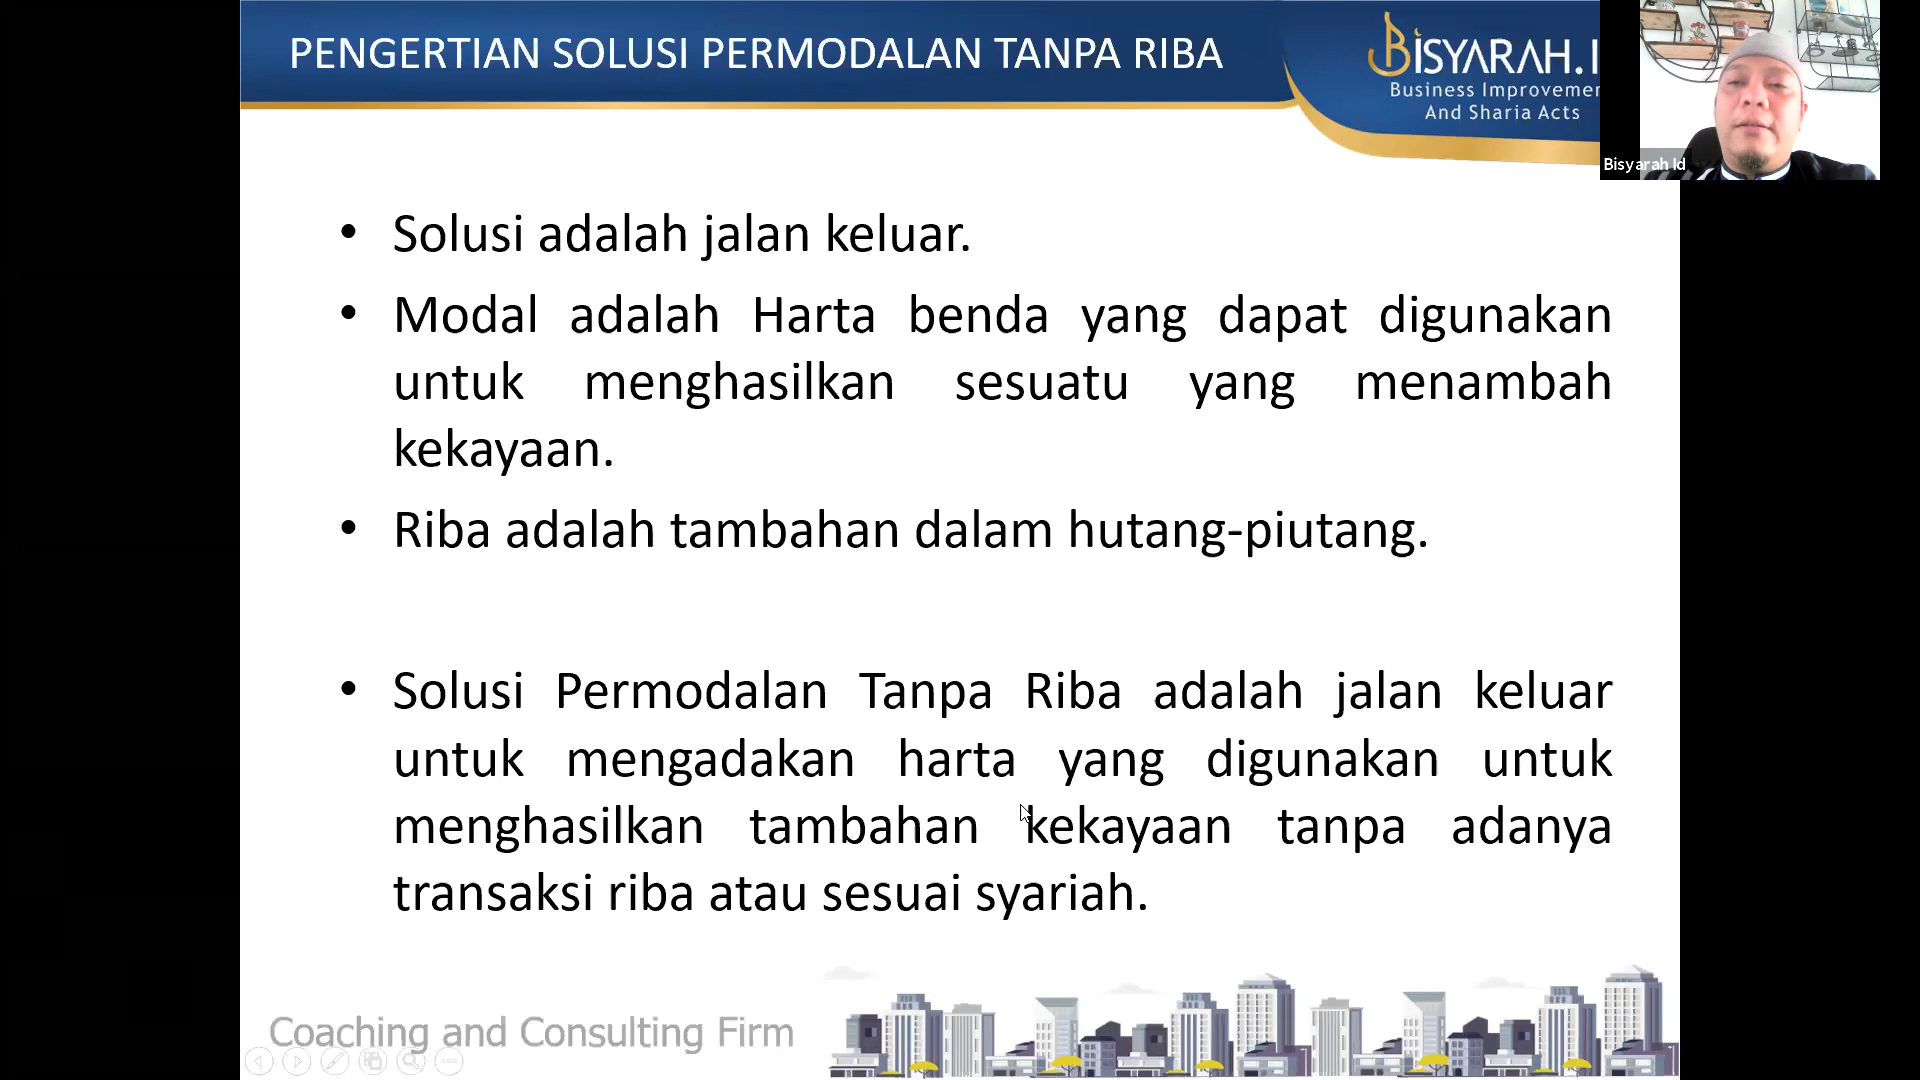 PENGERTIAN SOLUSI PERMODALAN TANPA RIBA
BISYARAH.I
Business Improvemen
And Sharia Acts
Bisyarah Id
• Solusi adalah jalan keluar.
• Modal adalah Harta benda yang dapat digunakan
untuk menghasilkan sesuatu yang menambah
kekayaan.
• Riba adalah tambahan dalam hutang-piutang.
• Solusi Permodalan Tanpa Riba adalah jalan keluar
untuk mengadakan harta yang digunakan untuk
menghasilkan tambahan kekayaan tanpa adanya
transaksi riba atau sesuai syariah.
Coaching and Consulting Firm